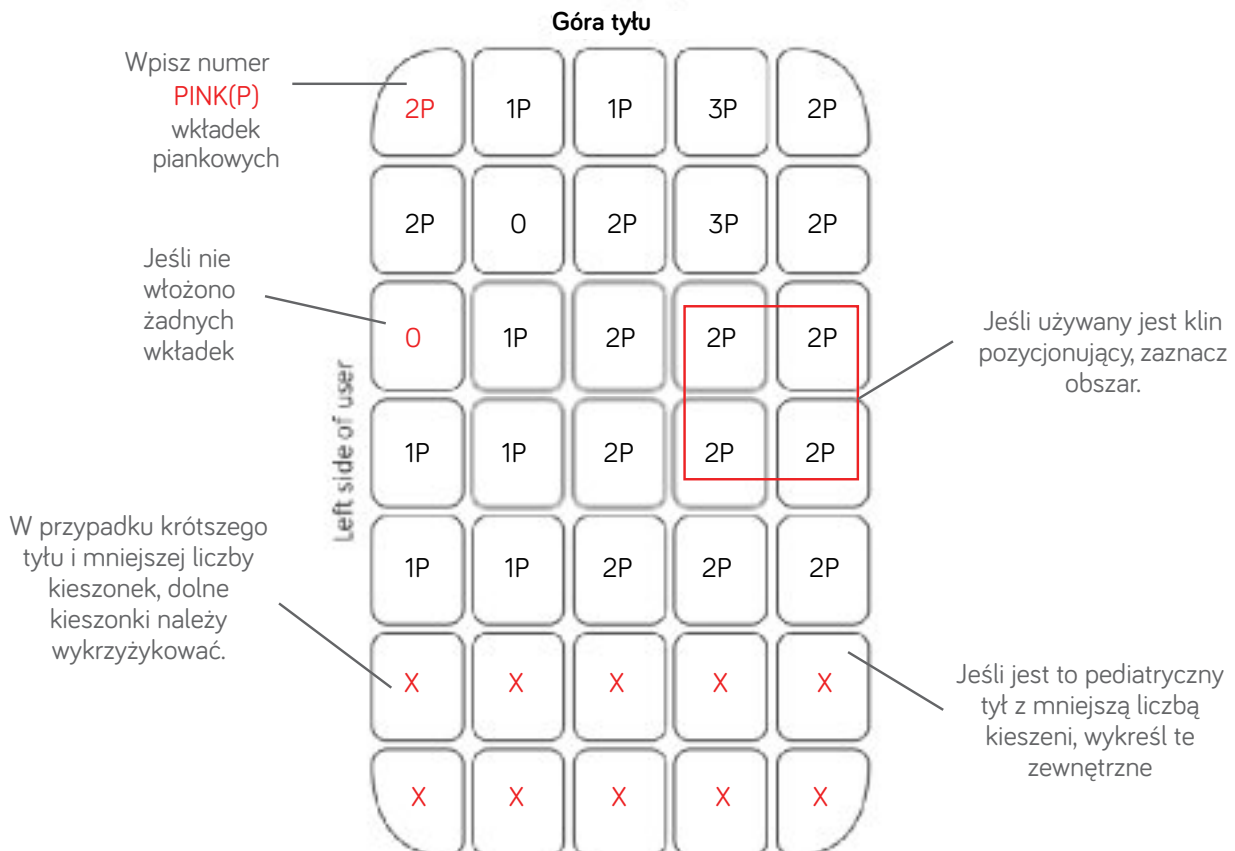 Góra tyłu
Wpisz numer
PINK(P)
wkładek
piankowych
2P 1P 1P 3P 2P
2P 0 2P 3P 2P
Jeśli nie
włożono
żadnych
wkładek
0 1P 2P 2P 2P
Jeśli używany jest klin
pozycjonujący, zaznacz
obszar.
Left side of user
1P 1P 2P 2P 2P
W przypadku krótszego
tyłu i mniejszej liczby
kieszonek, dolne
kieszonki należy
wykrzyżykować.
1P 1P 2P 2P 2P
X X X X X
Jeśli jest to pediatryczny
tył z mniejszą liczbą
kieszeni, wykreśl te
zewnętrzne
X X X X X